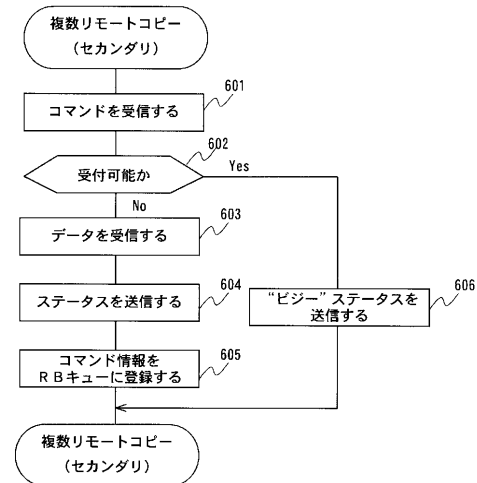 複数リモートコピー
（セカンダリ）
コマンドを受信する
601
受付可能か
602
Yes
No
データを受信する
603
ステータスを送信する
604
“ビジー”ステータスを
送信する
606
コマンド情報を
ＲＢキューに登録する
605
複数リモートコピー
（セカンダリ）